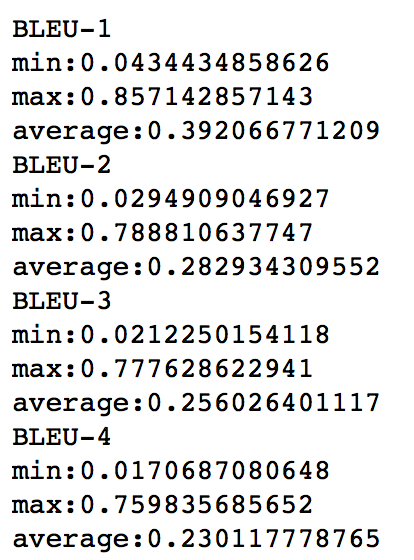 BLEU-1
min:0.0434434858626
max:0.857142857143
average:0.392066771209
BLEU-2
min:0.0294909046927
max:0.788810637747
average:0.282934309552
BLEU-3
min:0.0212250154118
max:0.777628622941
average:0.256026401117
BLEU-4
min:0.0170687080648
max:0.759835685652
average:0.230117778765